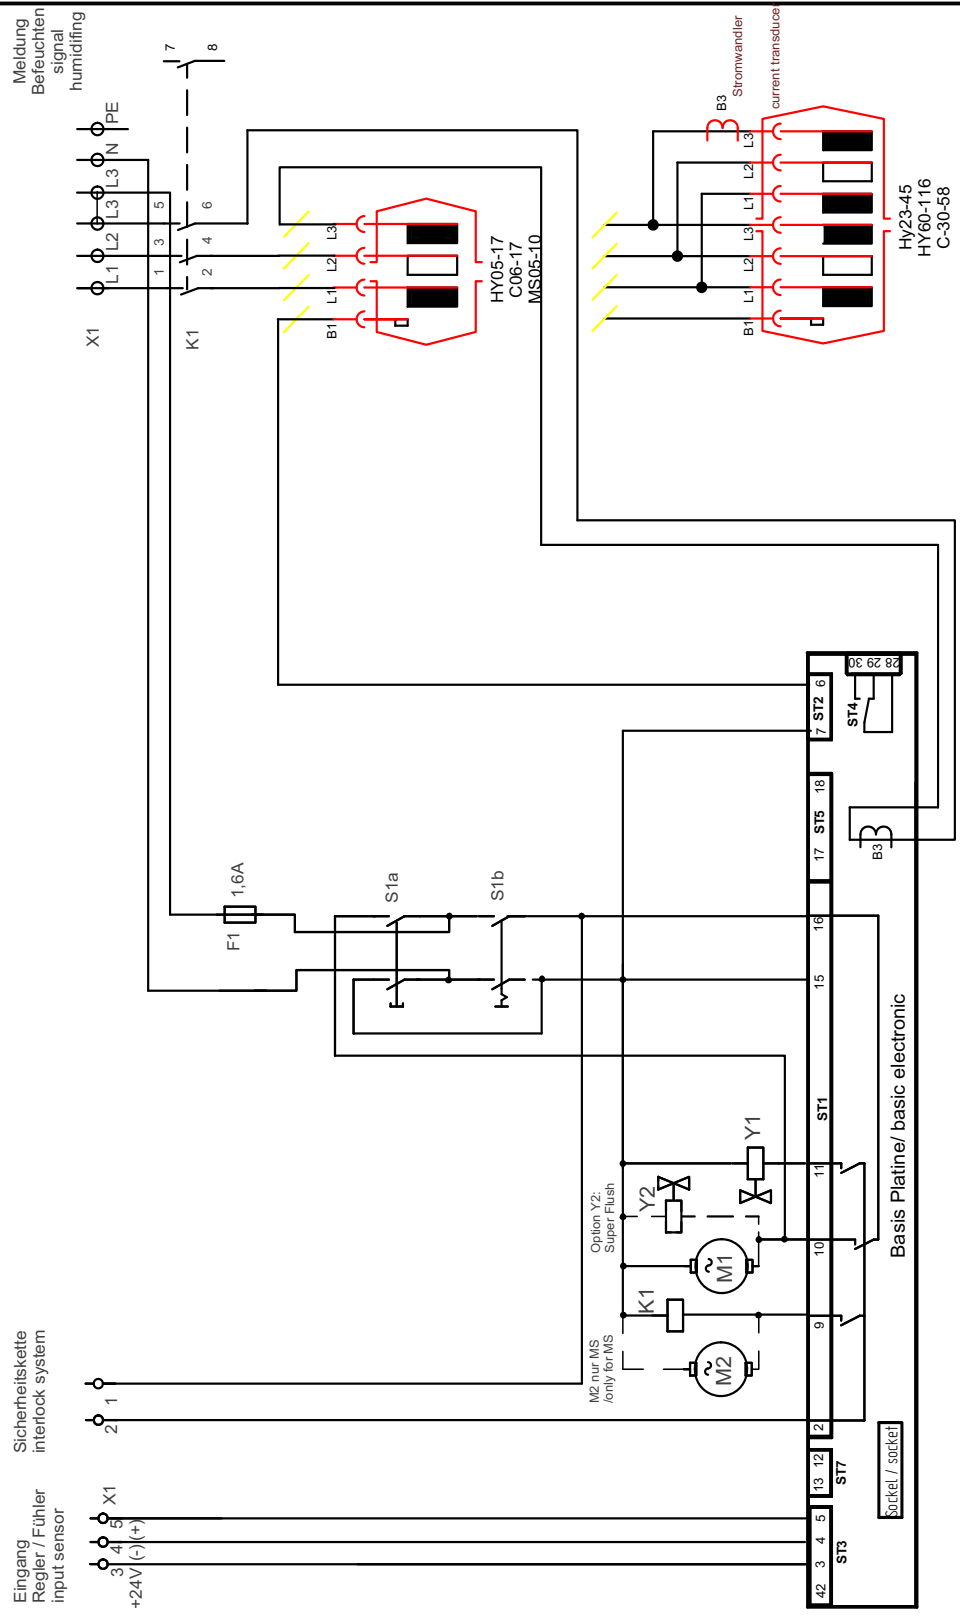 Meldung
Befeuchten
signal
humidifing
7
8
PE
N
L3
L3
L2
L1
X1
5
6
3
4
1
2
K1
L3
L2
L1
B1
HY05-17
C06-17
MS05-10
Stromwandler
current transducer
B3
L3
L2
L1
L3
L2
L1
B1
Hy23-45
HY60-116
C-30-58
28 29 30
ST4
6
ST2
7
18
ST5
17
B3
F1
1,6A
S1a
S1b
16
15
ST1
11
10
9
2
Y1
Y2
Option Y2:
Super Flush
M1
K1
M2
M2 nur MS
/only for MS
Basis Platine/ basic electronic
Sicherheitskette
interlock system
1
2
Eingang
Regler / Fühler
input sensor
X1
5
4
3
+24V (-)(+)
12
13
ST7
5
4
3
42
ST3
Sockel / socket